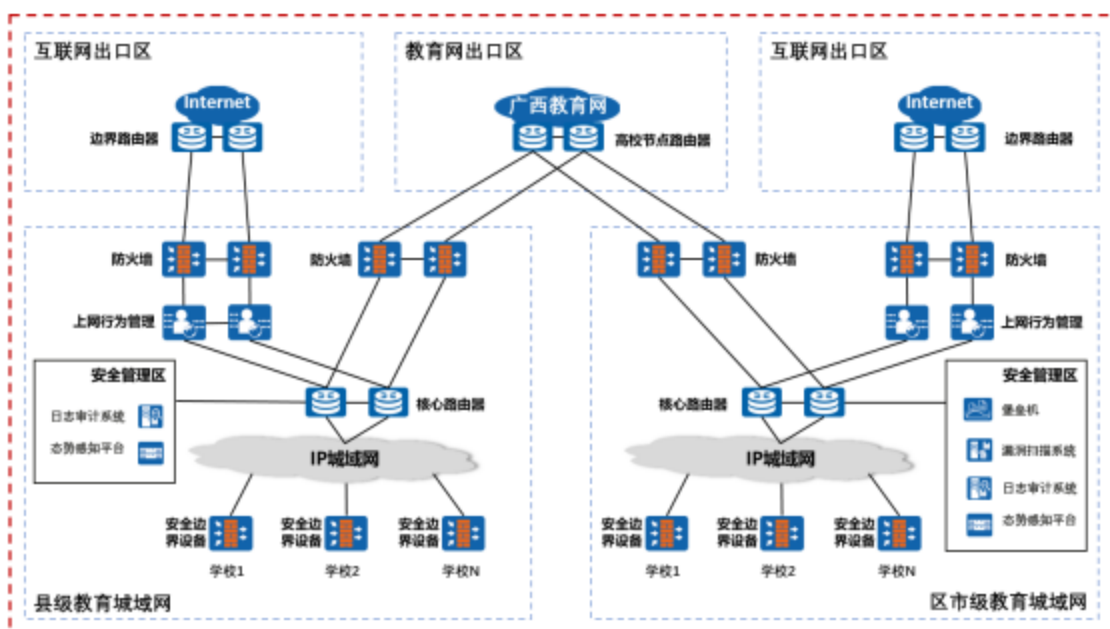 互联网出口区
教育网出口区
互联网出口区
Internet
广西教育网
Internet
边界路由器
高校节点路由器
边界路由器
防火墙
防火墙
防火墙
防火墙
上网行为管理
上网行为管理
安全管理区
日志审计系统
态势感知平台
核心路由器
核心路由器
安全管理区
堡垒机
漏洞扫描系统
日志审计系统
态势感知平台
IP城域网
IP城域网
安全边
界设备
安全边
界设备
安全边
界设备
安全边
界设备
安全边
界设备
安全边
界设备
学校1
学校2
学校N
学校1
学校2
学校N
县级教育城域网
区市级教育城域网